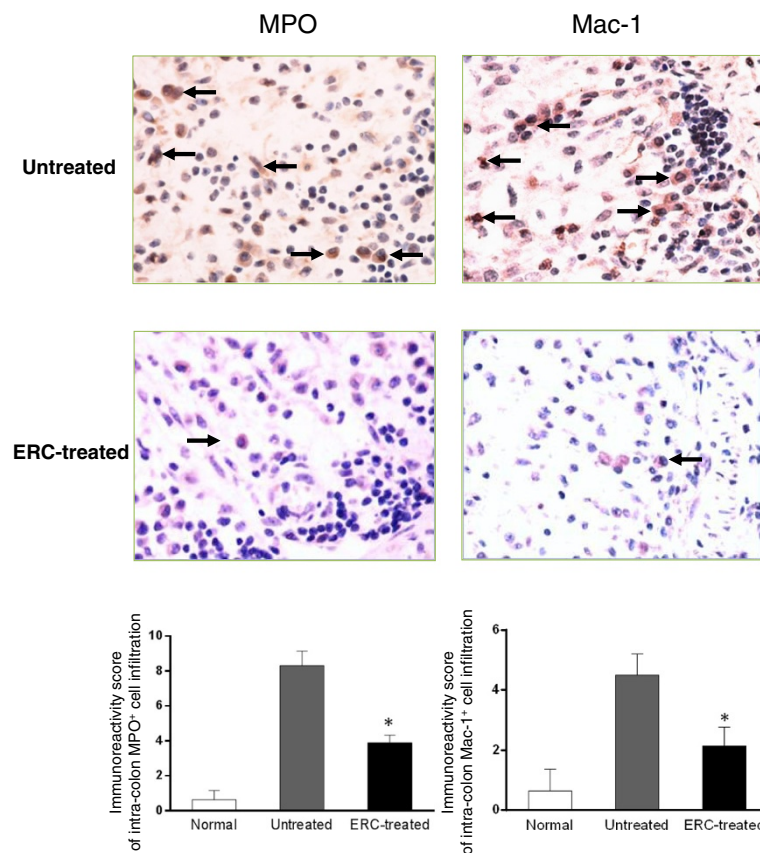 MPO
Mac-1
Untreated
ERC-treated
Immunoreactivity score
of intra-colon MPO⁺ cell infiltration
10
8
6
4
2
0
*
Normal
Untreated
ERC-treated
Immunoreactivity score
of intra-colon Mac-1⁺ cell infiltration
6
4
2
0
*
Normal
Untreated
ERC-treated